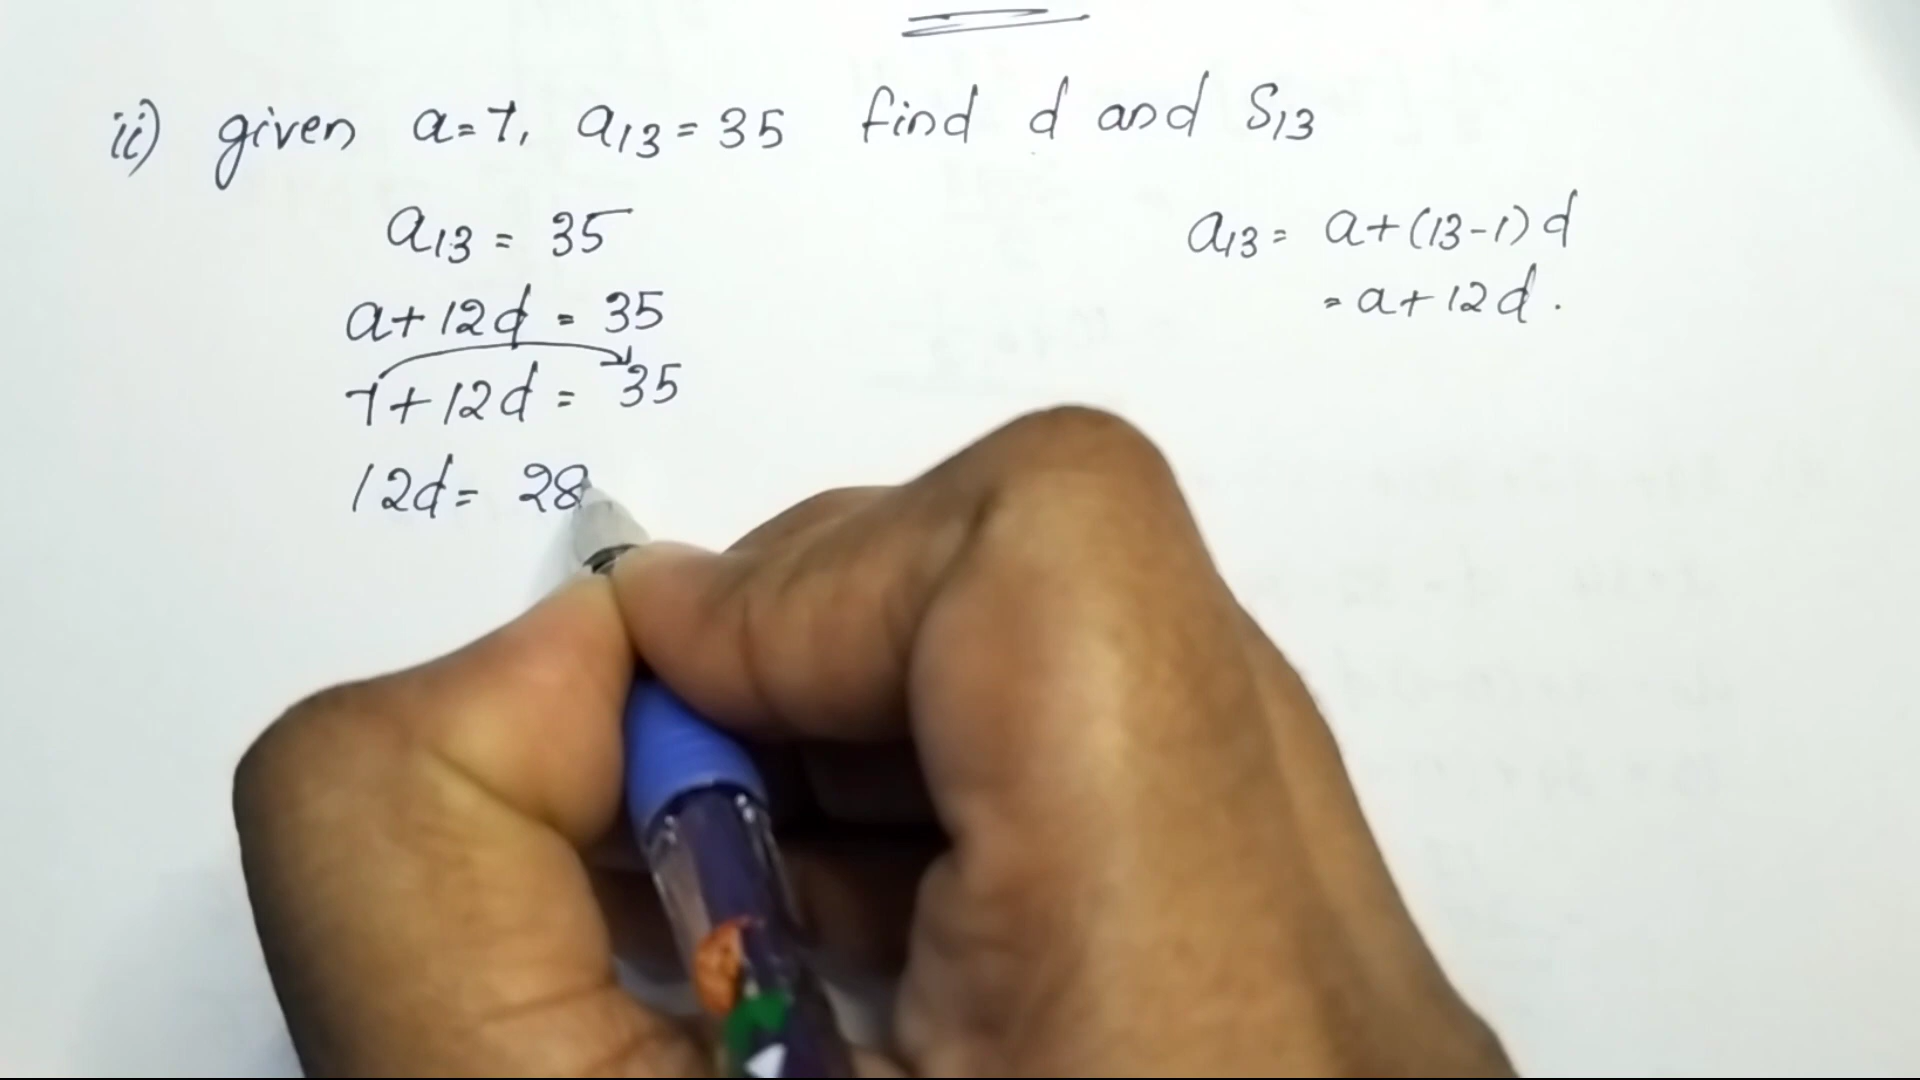 ii) given a=7, a13 = 35 find d and S13
a13 = 35
a+12d = 35
7+12d = 35
12d = 28
a13 = a+(13-1)d
= a+12d.